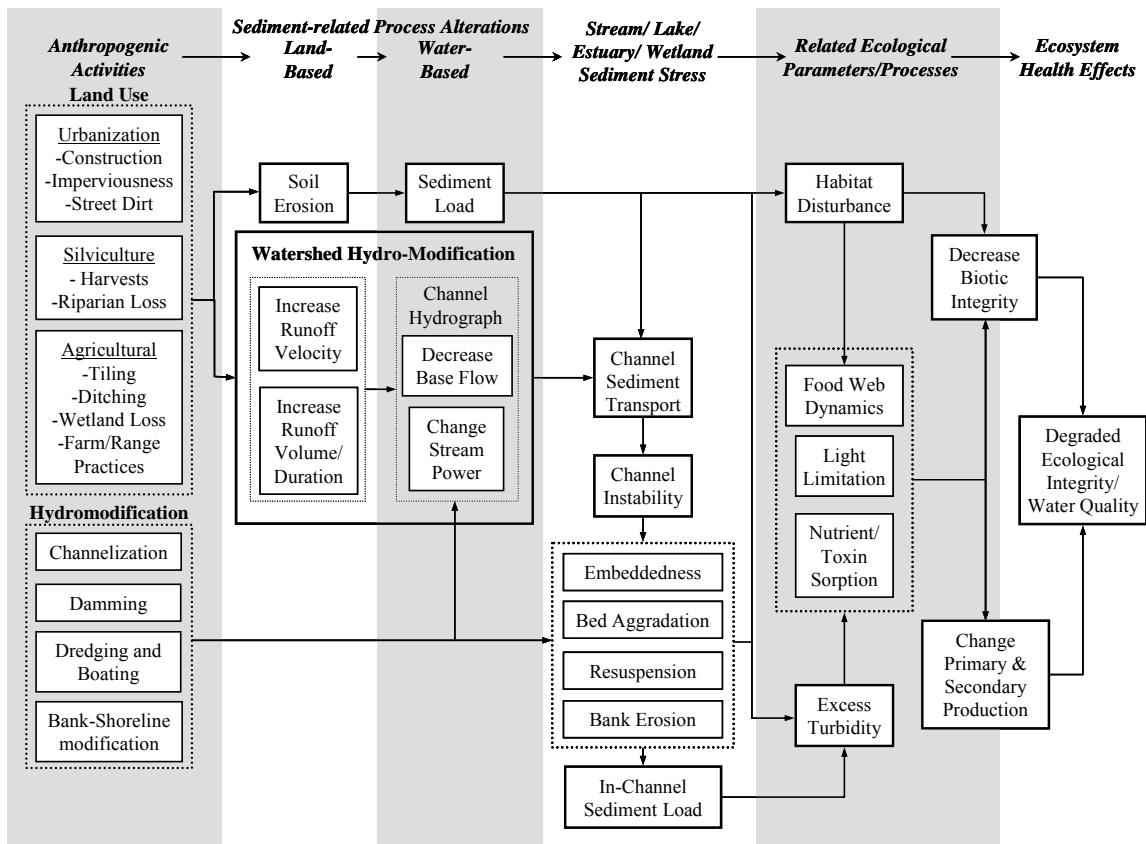 Sediment-related Process Alterations
Anthropogenic
Activities
Land-
Based
Water-
Based
Stream/ Lake/
Estuary/ Wetland
Sediment Stress
Related Ecological
Parameters/Processes
Ecosystem
Health Effects
Land Use
Urbanization
-Construction
-Imperviousness
-Street Dirt
Silviculture
- Harvests
-Riparian Loss
Agricultural
-Tiling
-Ditching
-Wetland Loss
-Farm/Range
Practices
Hydromodification
Channelization
Damming
Dredging and
Boating
Bank-Shoreline
modification
Soil
Erosion
Sediment
Load
Watershed Hydro-Modification
Increase
Runoff
Velocity
Increase
Runoff
Volume/
Duration
Channel
Hydrograph
Decrease
Base Flow
Change
Stream
Power
Channel
Sediment
Transport
Channel
Instability
Embeddedness
Bed Aggradation
Resuspension
Bank Erosion
In-Channel
Sediment Load
Habitat
Disturbance
Food Web
Dynamics
Light
Limitation
Nutrient/
Toxin
Sorption
Excess
Turbidity
Decrease
Biotic
Integrity
Change
Primary &
Secondary
Production
Degraded
Ecological
Integrity/
Water Quality